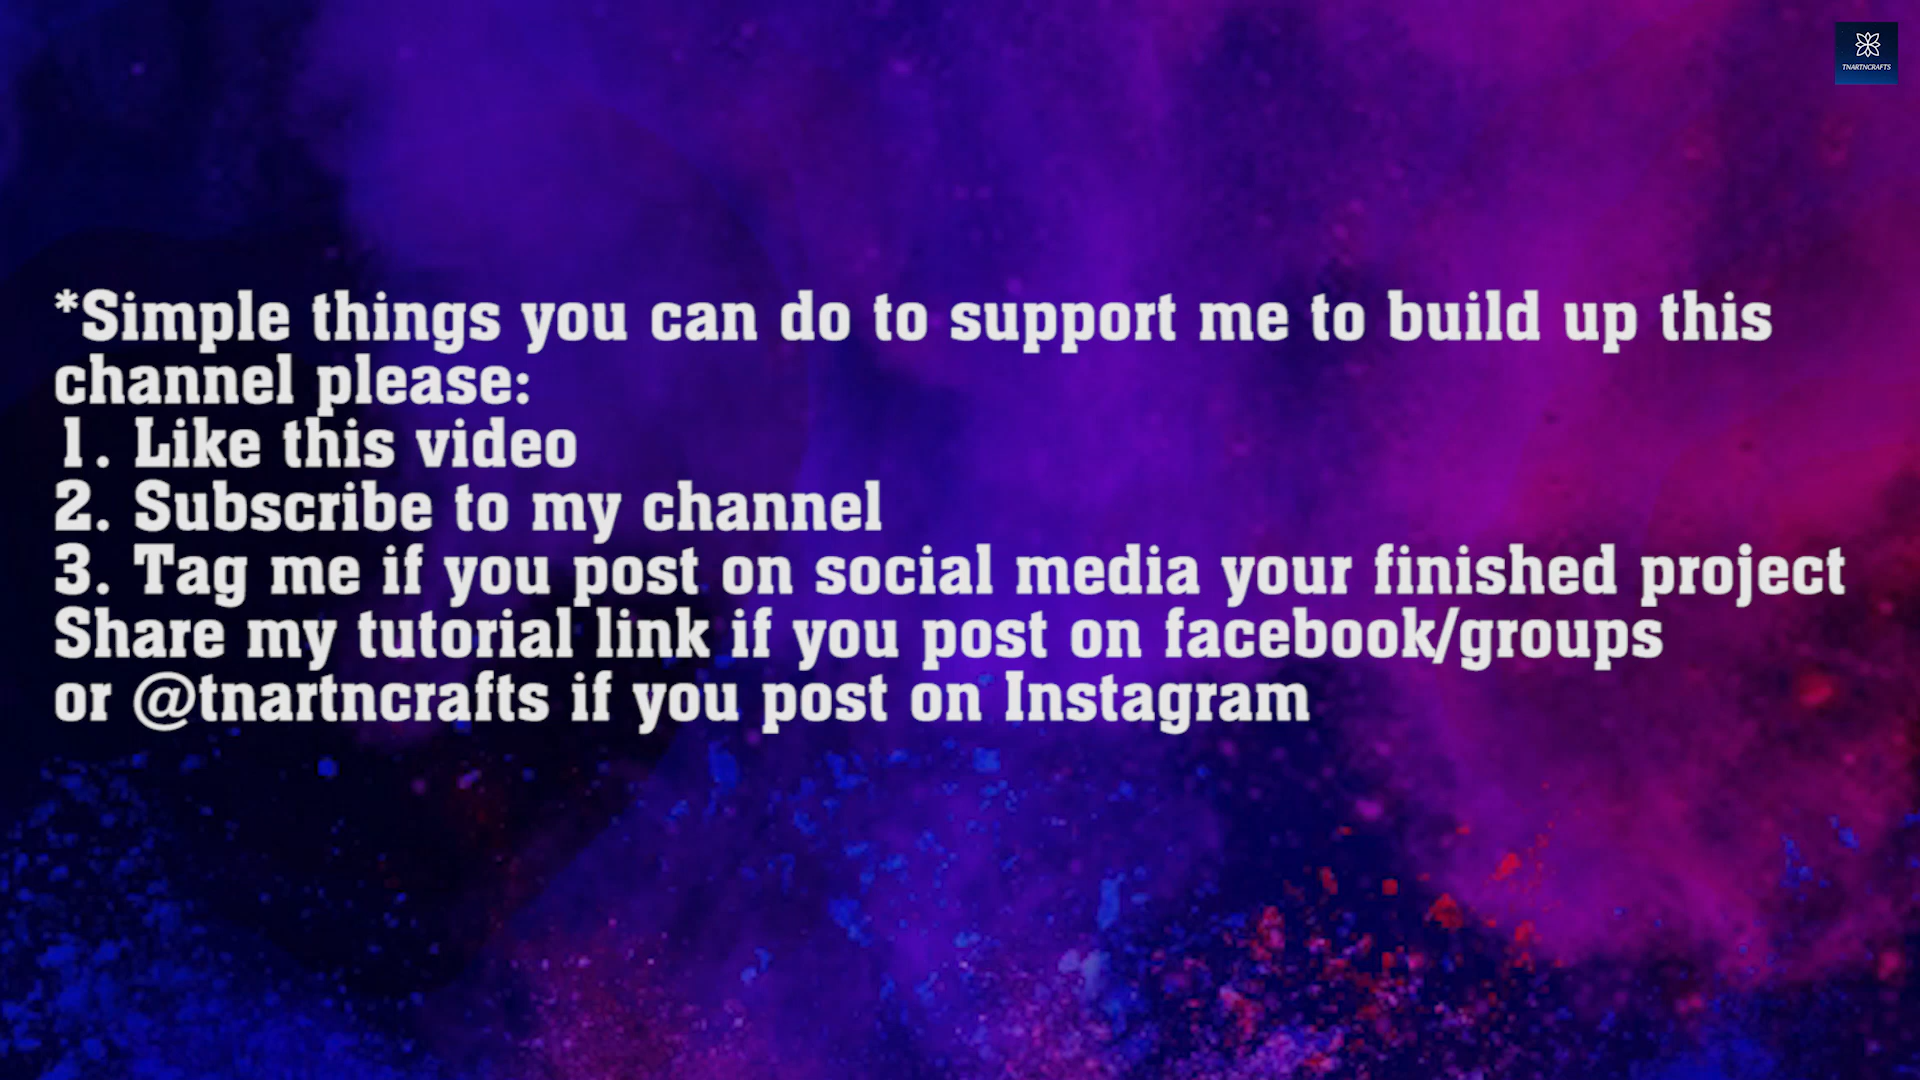 TNARTNCRAFTS
*Simple things you can do to support me to build up this
channel please:
1. Like this video
2. Subscribe to my channel
3. Tag me if you post on social media your finished project
Share my tutorial link if you post on facebook/groups
or @tnartncrafts if you post on Instagram